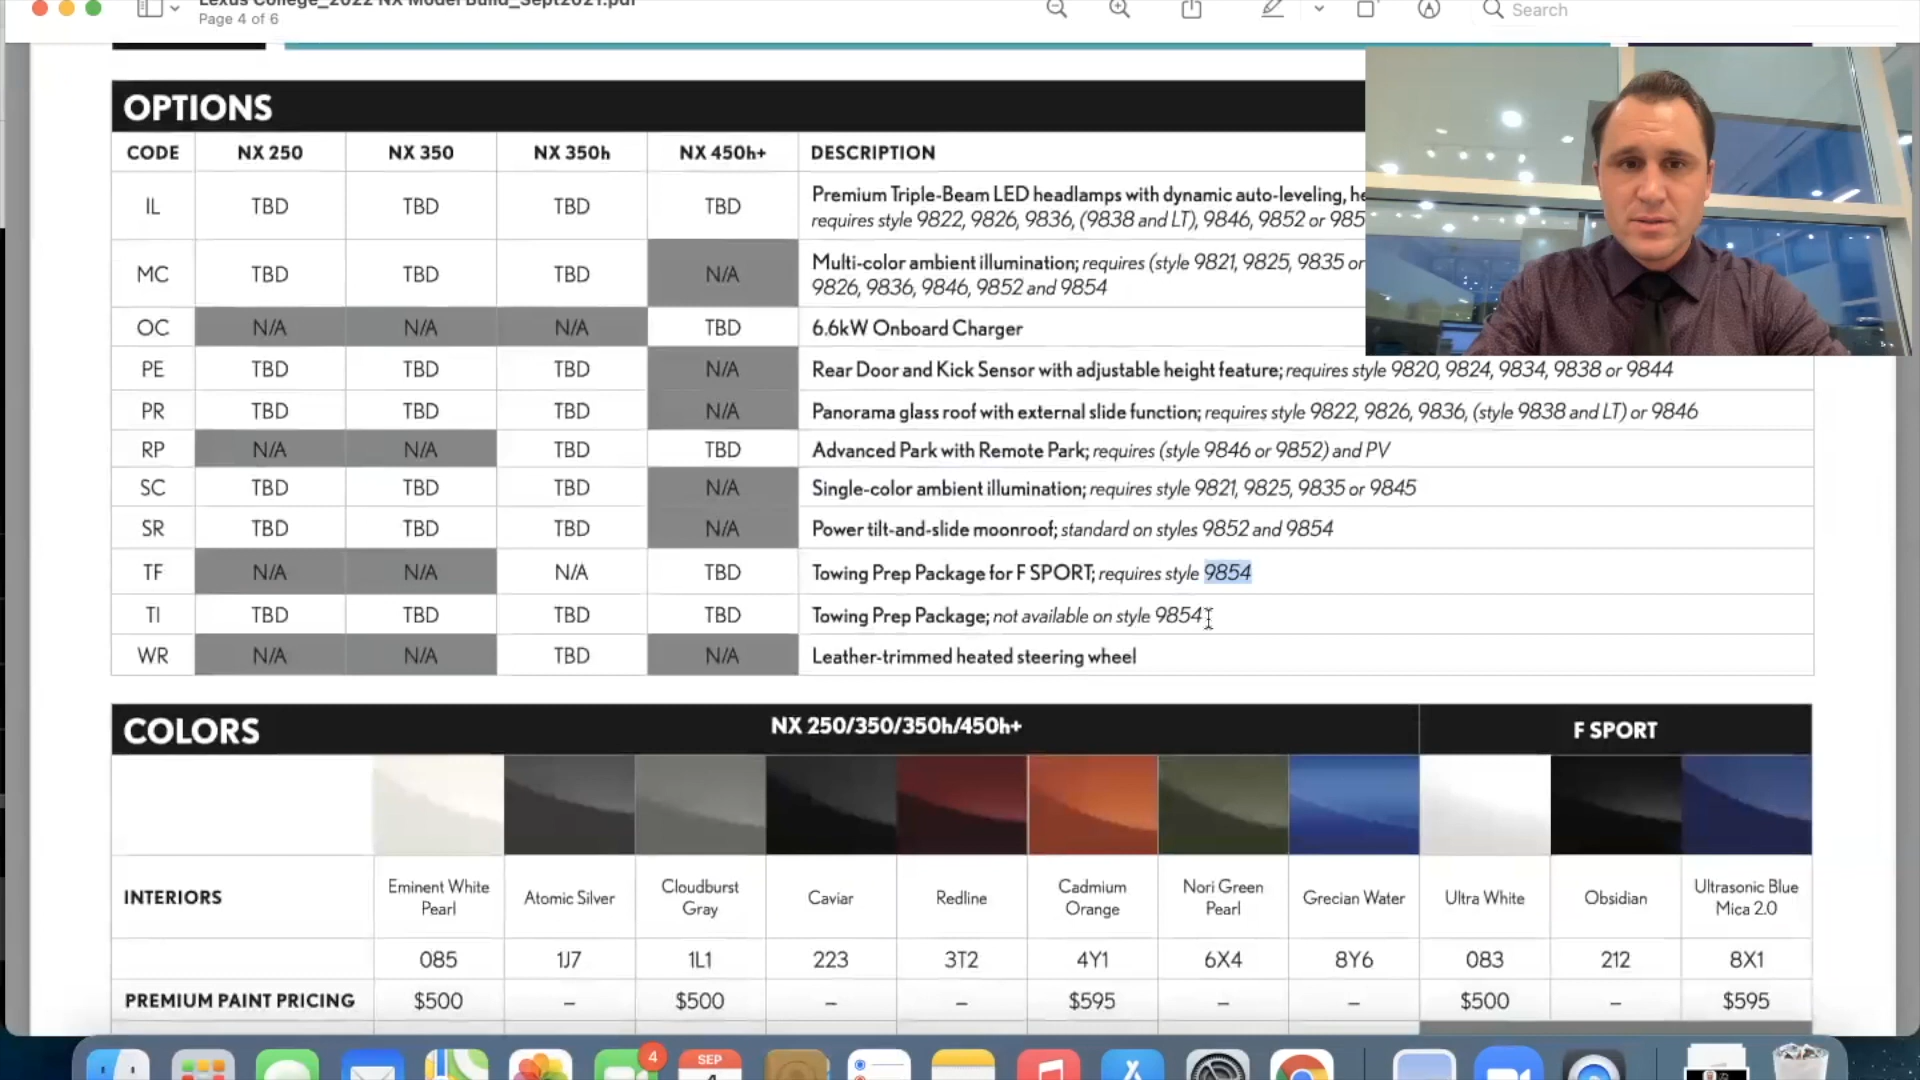 Lexus College_2022 NX Model Build_Sept2021.pdf
Page 4 of 6
Search
OPTIONS
CODE NX 250 NX 350 NX 350h NX 450h+ DESCRIPTION
IL TBD TBD TBD TBD Premium Triple-Beam LED headlamps with dynamic auto-leveling,
requires style 9822, 9826, 9836, (9838 and LT), 9846, 9852 or
MC TBD TBD TBD N/A Multi-color ambient illumination; requires (style 9821, 9825, 9835 or
9826, 9836, 9846, 9852 and 9854
OC N/A N/A N/A TBD 6.6kW Onboard Charger
PE TBD TBD TBD N/A Rear Door and Kick Sensor with adjustable height feature; requires style 9820, 9824, 9834, 9838 or 9844
PR TBD TBD TBD N/A Panorama glass roof with external slide function; requires style 9822, 9826, 9836, (style 9838 and LT) or 9846
RP N/A N/A TBD TBD Advanced Park with Remote Park; requires (style 9846 or 9852) and PV
SC TBD TBD TBD N/A Single-color ambient illumination; requires style 9821, 9825, 9835 or 9845
SR TBD TBD TBD N/A Power tilt-and-slide moonroof; standard on styles 9852 and 9854
TF N/A N/A N/A TBD Towing Prep Package for F SPORT; requires style 9854
TI TBD TBD TBD TBD Towing Prep Package; not available on style 9854
WR N/A N/A TBD N/A Leather-trimmed heated steering wheel
COLORS NX 250/350/350h/450h+ F SPORT
INTERIORS Eminent White Pearl Atomic Silver Cloudburst Gray Caviar Redline Cadmium Orange Nori Green Pearl Grecian Water Ultra White Obsidian Ultrasonic Blue Mica 2.0
085 1J7 1L1 223 3T2 4Y1 6X4 8Y6 083 212 8X1
PREMIUM PAINT PRICING $500 – $500 – – $595 – – $500 – $595
4
SEP